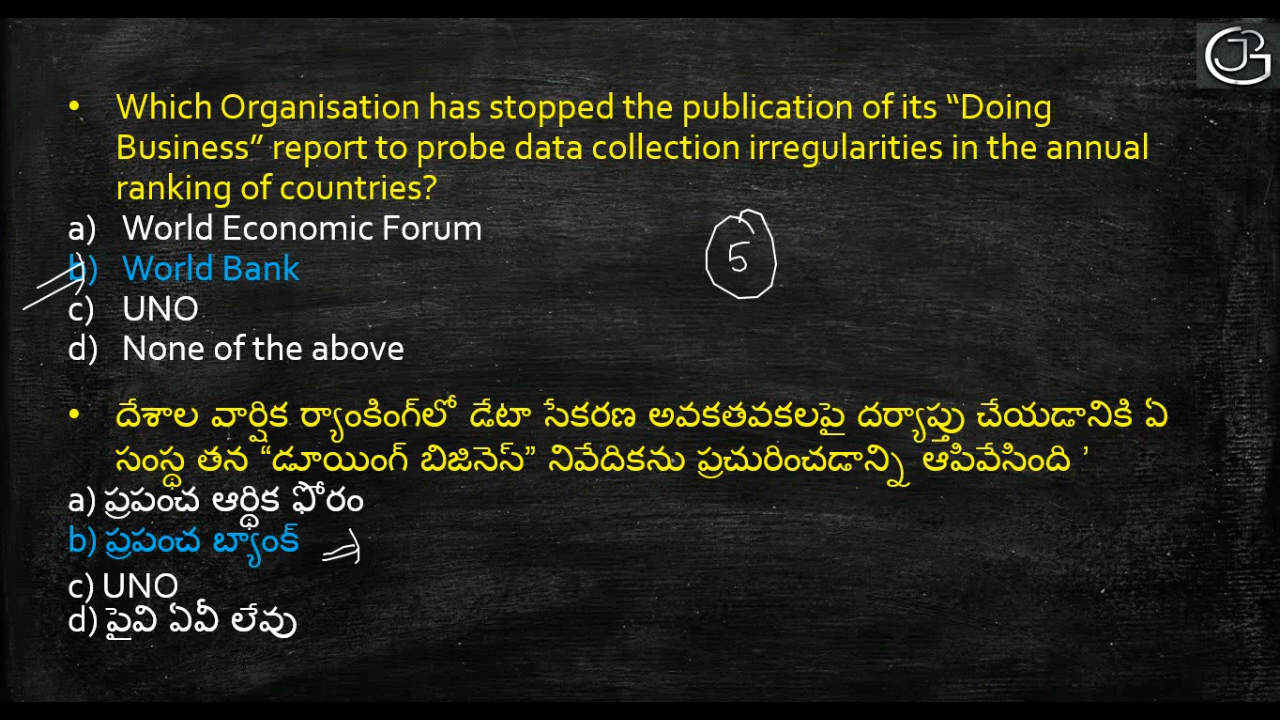 • Which Organisation has stopped the publication of its “Doing
Business” report to probe data collection irregularities in the annual
ranking of countries?
a) World Economic Forum
b) World Bank
c) UNO
d) None of the above
5
• దేశాల వార్షిక ర్యాంకింగ్‌లో డేటా సేకరణ అవకతవకలపై దర్యాప్తు చేయడానికి ఏ
సంస్థ తన “డూయింగ్ బిజినెస్” నివేదికను ప్రచురించడాన్ని ఆపివేసింది ’
a) ప్రపంచ ఆర్థిక ఫోరం
b) ప్రపంచ బ్యాంక్
c) UNO
d) పైవి ఏవీ లేవు